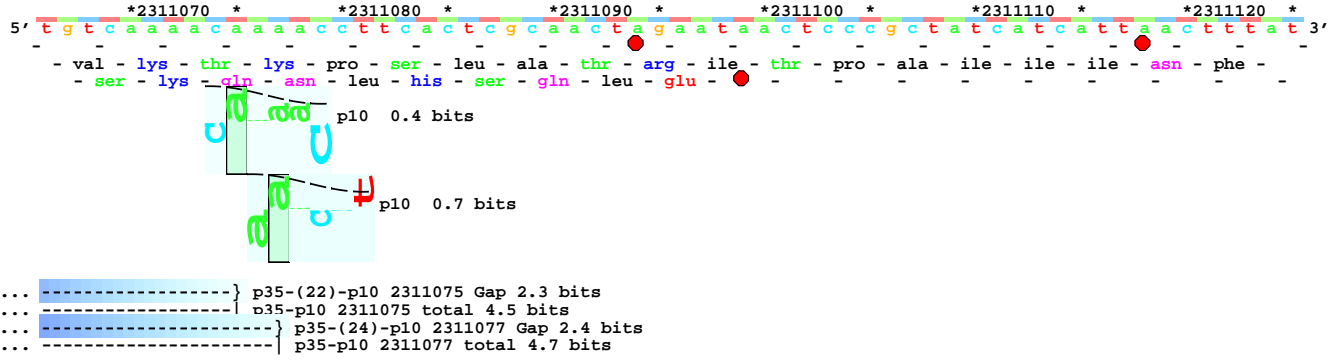 *2311070 * *2311080 * *2311090 * *2311100 * *2311110 * *2311120 *
5' t g t c a a a a c a a a a c c t t c a c t c g c a a c t a g a a t a a c t c c c g c t a t c a t c a t t a a c t t t a t 3'
- - - - - - - - - - - - - - - - - - - - -
- val - lys - thr - lys - pro - ser - leu - ala - thr - arg - ile - thr - pro - ala - ile - ile - ile - asn - phe -
- ser - lys - gln - asn - leu - his - ser - gln - leu - glu - - - - - - - - - -
c a a a c p10 0.4 bits
a a c t p10 0.7 bits
... ------------------} p35-(22)-p10 2311075 Gap 2.3 bits
... ------------------| p35-p10 2311075 total 4.5 bits
... ----------------------} p35-(24)-p10 2311077 Gap 2.4 bits
... ----------------------| p35-p10 2311077 total 4.7 bits